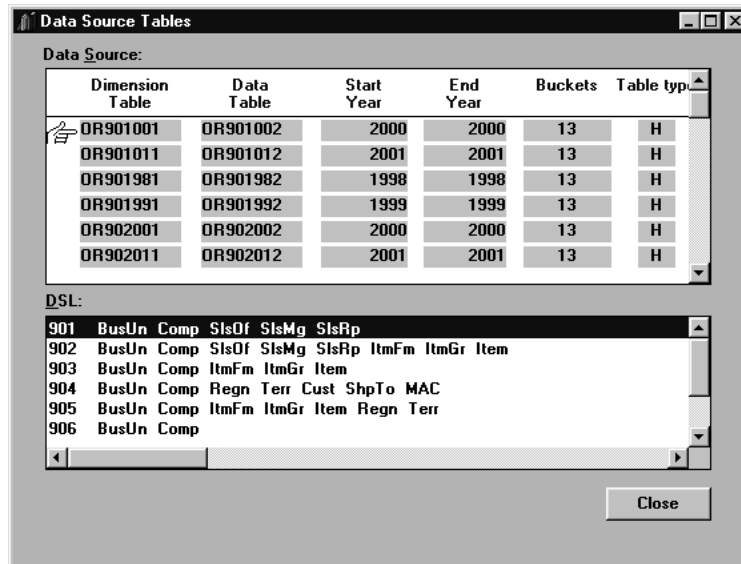 Data Source Tables
Data Source:
Dimension Table Data Table Start Year End Year Buckets Table type
OR901001 OR901002 2000 2000 13 H
OR901011 OR901012 2001 2001 13 H
OR901981 OR901982 1998 1998 13 H
OR901991 OR901992 1999 1999 13 H
OR902001 OR902002 2000 2000 13 H
OR902011 OR902012 2001 2001 13 H
DSL:
901 BusUn Comp SlsOf SlsMg SlsRp
902 BusUn Comp SlsOf SlsMg SlsRp ItmFm ItmGr Item
903 BusUn Comp ItmFm ItmGr Item
904 BusUn Comp Regn Terr Cust ShpTo MAC
905 BusUn Comp ItmFm ItmGr Item Regn Terr
906 BusUn Comp
Close